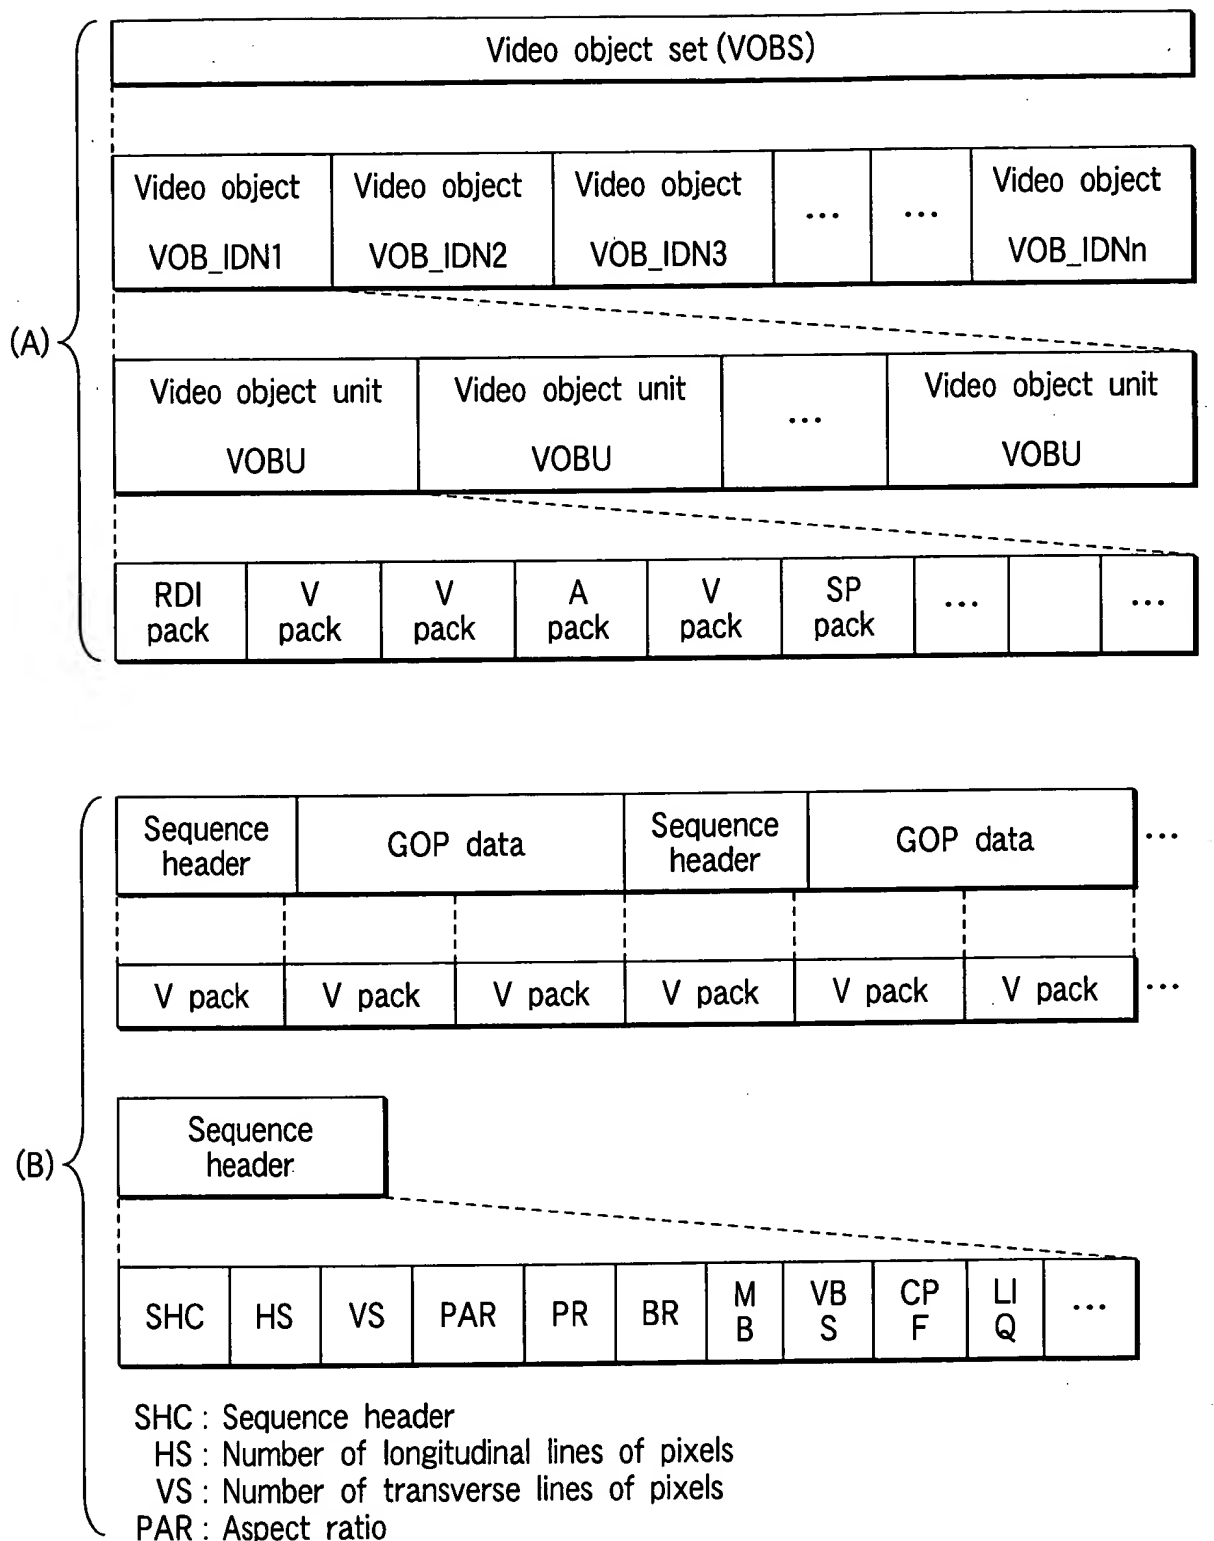 (A)
Video object set (VOBS)
Video object VOB_IDN1
Video object VOB_IDN2
Video object VOB_IDN3
...
...
Video object VOB_IDNn
Video object unit VOBU
Video object unit VOBU
...
Video object unit VOBU
RDI pack
V pack
V pack
A pack
V pack
SP pack
...
...
(B)
Sequence header
GOP data
Sequence header
GOP data
...
V pack
V pack
V pack
V pack
V pack
V pack
...
Sequence header
SHC
HS
VS
PAR
PR
BR
M B
VB S
CP F
LI Q
...
SHC : Sequence header
HS : Number of longitudinal lines of pixels
VS : Number of transverse lines of pixels
PAR : Aspect ratio